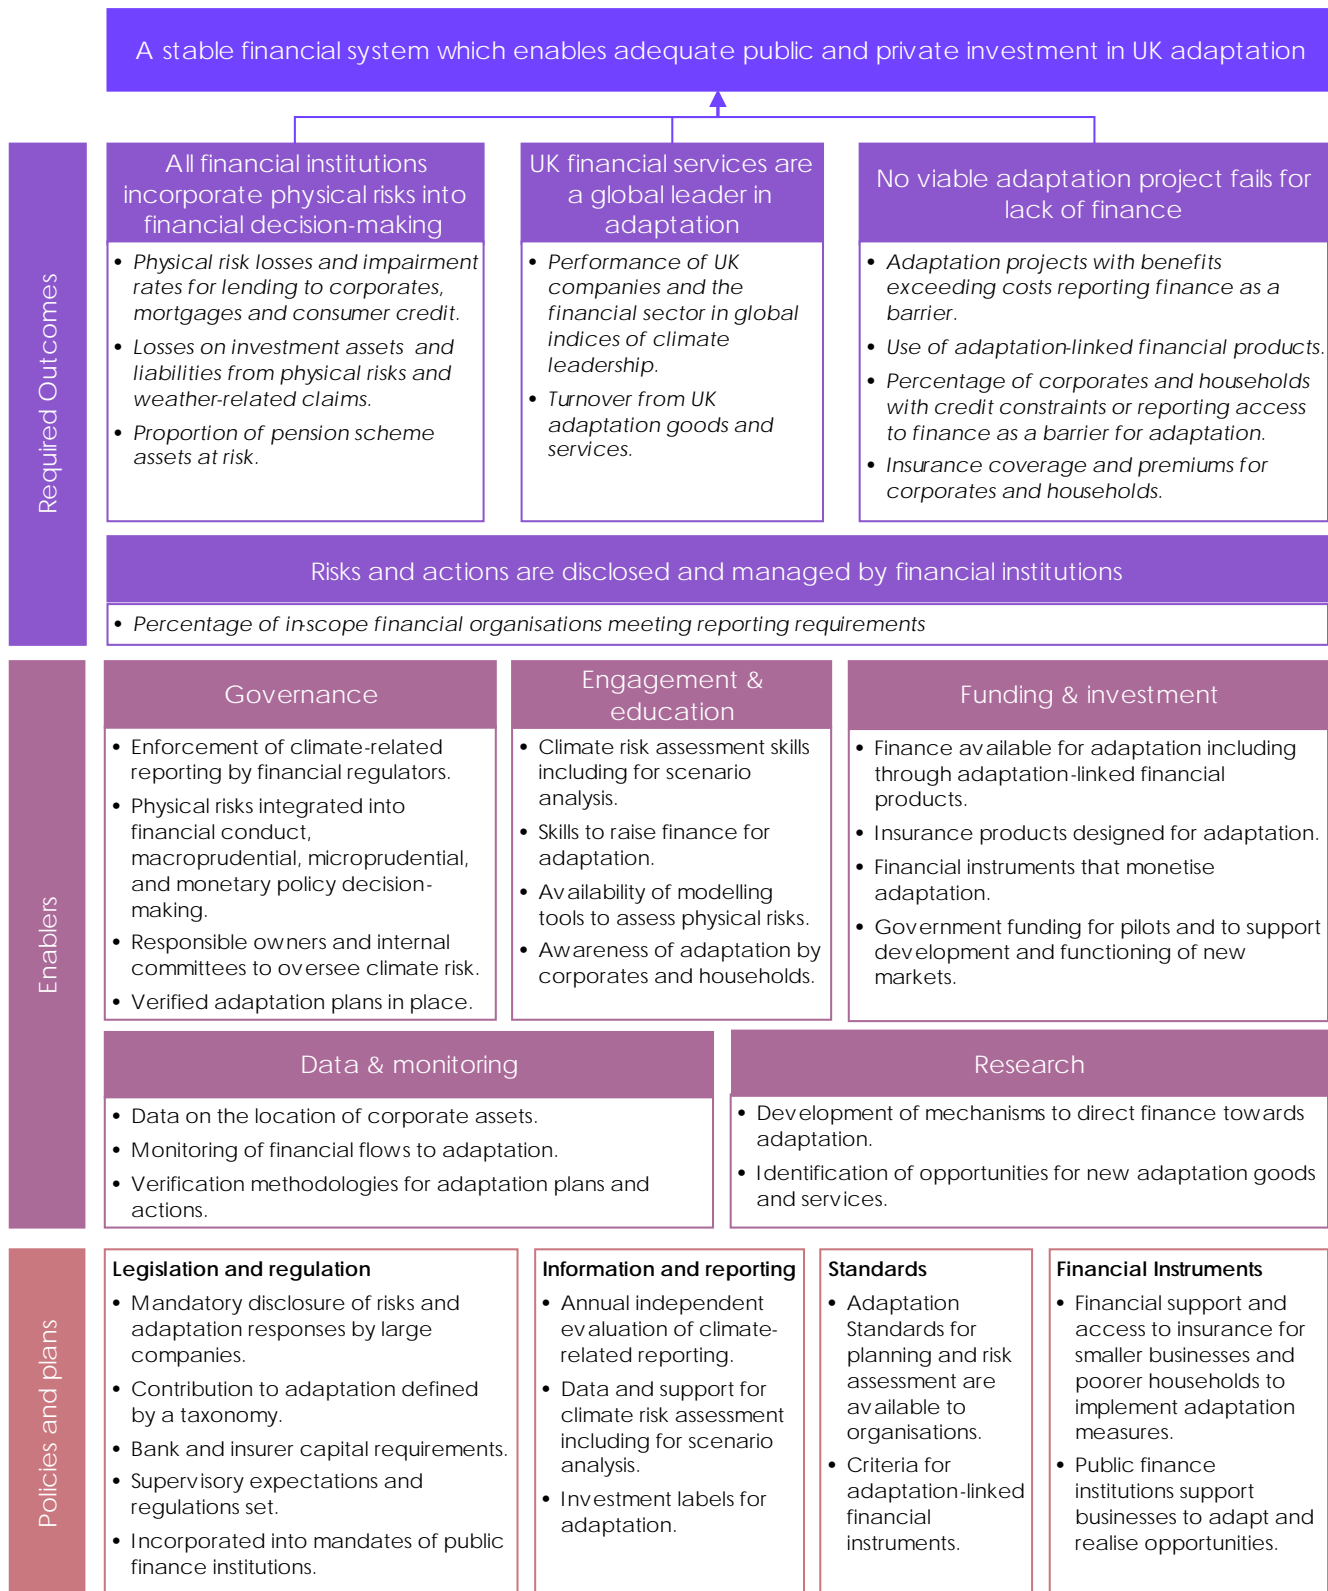 A stable financial system which enables adequate public and private investment in UK adaptation
Required Outcomes
All financial institutions
incorporate physical risks into
financial decision-making
• Physical risk losses and impairment
rates for lending to corporates,
mortgages and consumer credit.
• Losses on investment assets and
liabilities from physical risks and
weather-related claims.
• Proportion of pension scheme
assets at risk.
UK financial services are
a global leader in
adaptation
• Performance of UK
companies and the
financial sector in global
indices of climate
leadership.
• Turnover from UK
adaptation goods and
services.
No viable adaptation project fails for
lack of finance
• Adaptation projects with benefits
exceeding costs reporting finance as a
barrier.
• Use of adaptation-linked financial products.
• Percentage of corporates and households
with credit constraints or reporting access
to finance as a barrier for adaptation.
• Insurance coverage and premiums for
corporates and households.
Risks and actions are disclosed and managed by financial institutions
• Percentage of in-scope financial organisations meeting reporting requirements
Enablers
Governance
• Enforcement of climate-related
reporting by financial regulators.
• Physical risks integrated into
financial conduct,
macroprudential, microprudential,
and monetary policy decision-
making.
• Responsible owners and internal
committees to oversee climate risk.
• Verified adaptation plans in place.
Engagement &
education
• Climate risk assessment skills
including for scenario
analysis.
• Skills to raise finance for
adaptation.
• Availability of modelling
tools to assess physical risks.
• Awareness of adaptation by
corporates and households.
Funding & investment
• Finance available for adaptation including
through adaptation-linked financial
products.
• Insurance products designed for adaptation.
• Financial instruments that monetise
adaptation.
• Government funding for pilots and to support
development and functioning of new
markets.
Data & monitoring
• Data on the location of corporate assets.
• Monitoring of financial flows to adaptation.
• Verification methodologies for adaptation plans and
actions.
Research
• Development of mechanisms to direct finance towards
adaptation.
• Identification of opportunities for new adaptation goods
and services.
Policies and plans
Legislation and regulation
• Mandatory disclosure of risks and
adaptation responses by large
companies.
• Contribution to adaptation defined
by a taxonomy.
• Bank and insurer capital requirements.
• Supervisory expectations and
regulations set.
• Incorporated into mandates of public
finance institutions.
Information and reporting
• Annual independent
evaluation of climate-
related reporting.
• Data and support for
climate risk assessment
including for scenario
analysis.
• Investment labels for
adaptation.
Standards
• Adaptation
Standards for
planning and risk
assessment are
available to
organisations.
• Criteria for
adaptation-linked
financial
instruments.
Financial Instruments
• Financial support and
access to insurance for
smaller businesses and
poorer households to
implement adaptation
measures.
• Public finance
institutions support
businesses to adapt and
realise opportunities.